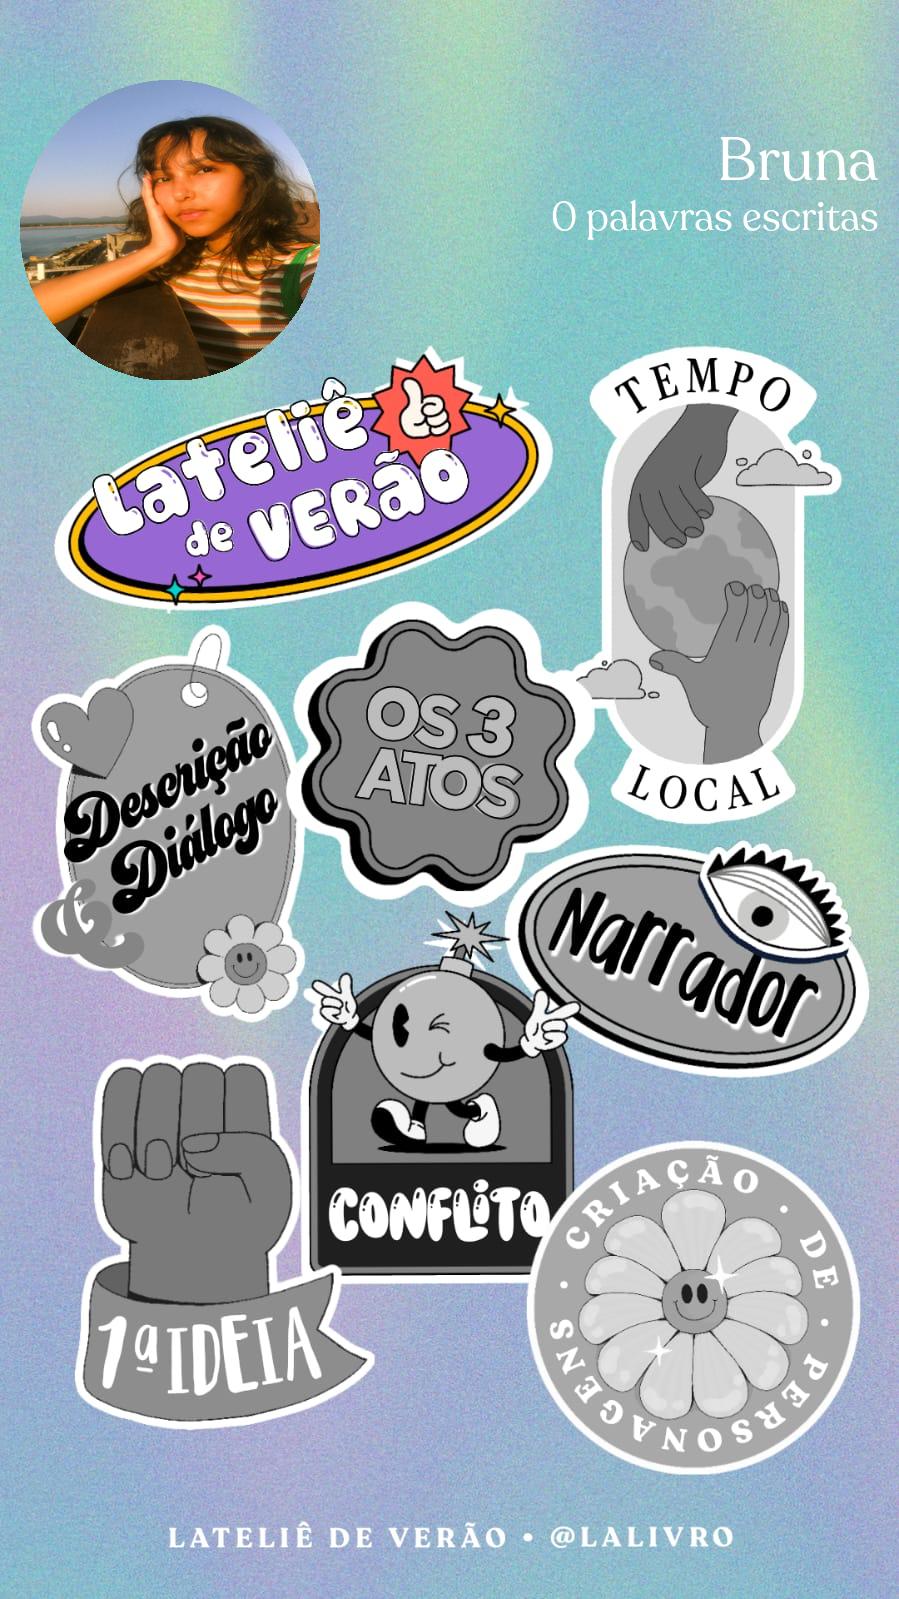 Bruna
0 palavras escritas
Lateliê
de VERÃO
TEMPO
LOCAL
Descrição
& Diálogo
OS 3
ATOS
Narrador
CONFLITO
1ª IDEIA
CRIAÇÃO · DE · PERSONAGENS ·
LATELIÊ DE VERÃO • @LALIVRO